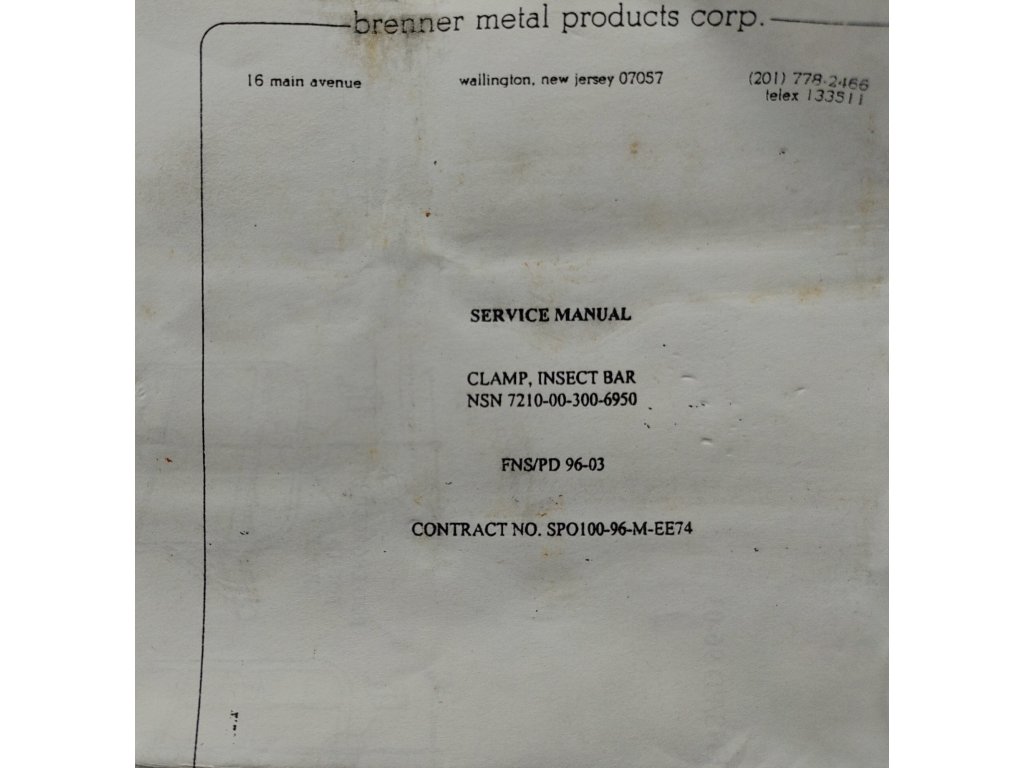 brenner metal products corp.
16 main avenue wallington, new jersey 07057 (201) 778-2466
telex 133511
SERVICE MANUAL
CLAMP, INSECT BAR
NSN 7210-00-300-6950
FNS/PD 96-03
CONTRACT NO. SPO100-96-M-EE74